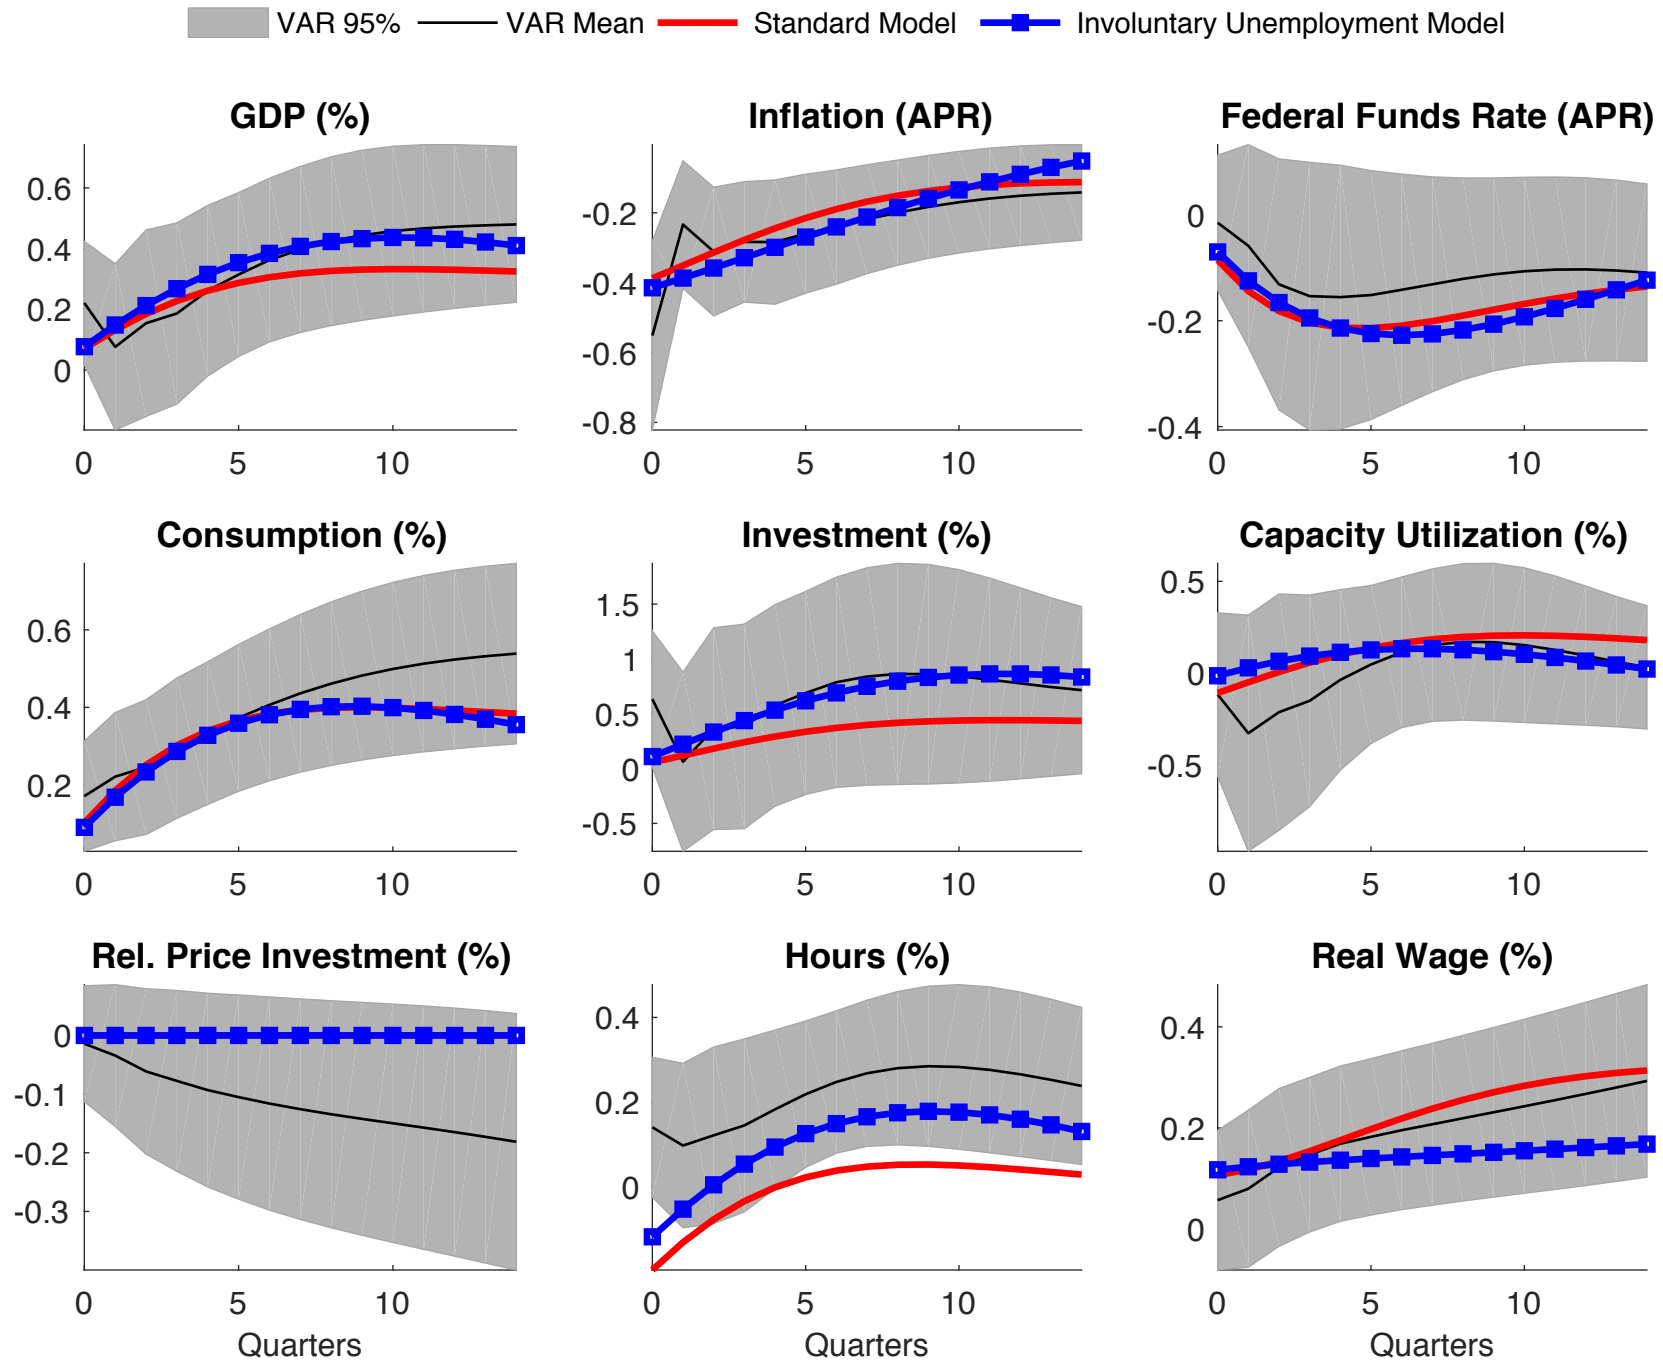 VAR 95% VAR Mean Standard Model Involuntary Unemployment Model
GDP (%)
0.6
0.4
0.2
0
0 5 10
Inflation (APR)
-0.2
-0.4
-0.6
-0.8
0 5 10
Federal Funds Rate (APR)
0
-0.2
-0.4
0 5 10
Consumption (%)
0.6
0.4
0.2
0 5 10
Investment (%)
1.5
1
0.5
0
-0.5
0 5 10
Capacity Utilization (%)
0.5
0
-0.5
0 5 10
Rel. Price Investment (%)
0
-0.1
-0.2
-0.3
0 5 10
Quarters
Hours (%)
0.4
0.2
0
0 5 10
Quarters
Real Wage (%)
0.4
0.2
0
0 5 10
Quarters